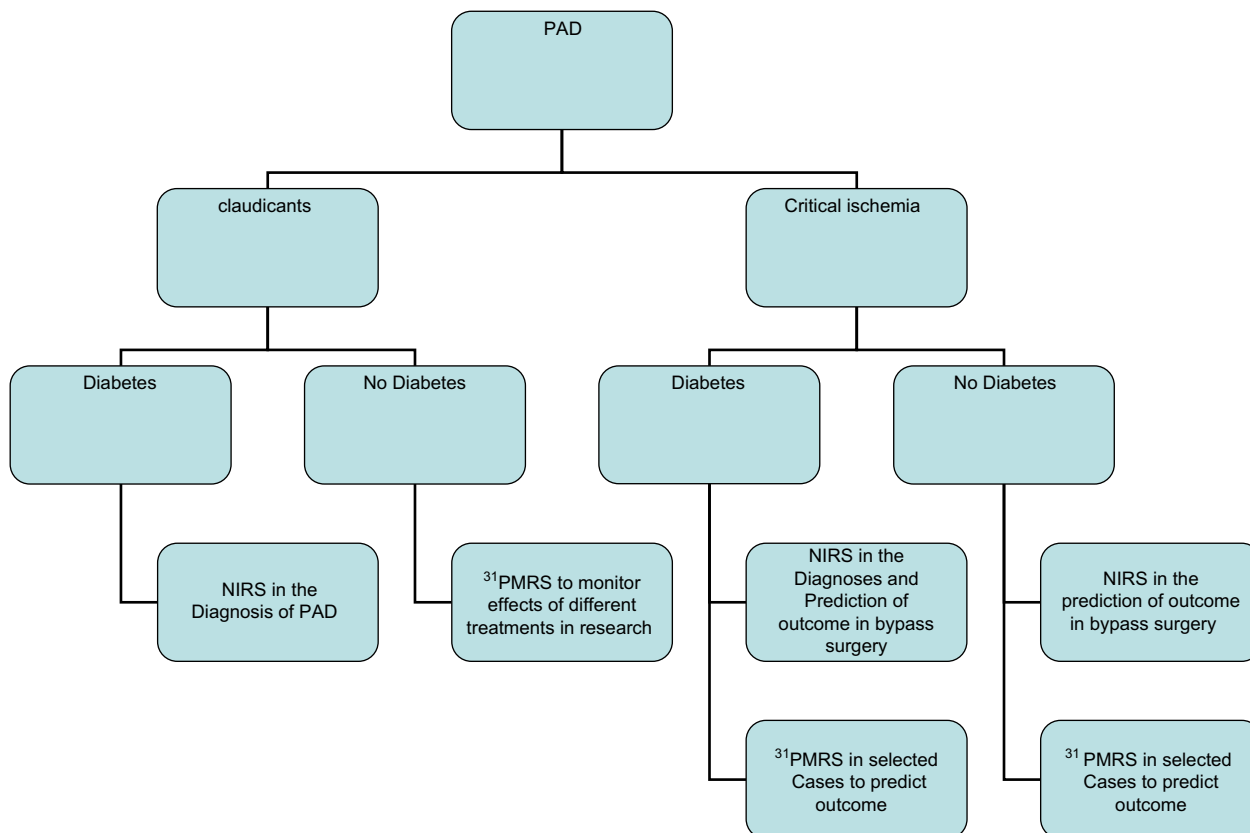 PAD
claudicants
Critical ischemia
Diabetes
No Diabetes
Diabetes
No Diabetes
NIRS in the
Diagnosis of PAD
³¹PMRS to monitor
effects of different
treatments in research
NIRS in the
Diagnoses and
Prediction of
outcome in bypass
surgery
NIRS in the
prediction of outcome
in bypass surgery
³¹PMRS in selected
Cases to predict
outcome
³¹ PMRS in selected
Cases to predict
outcome